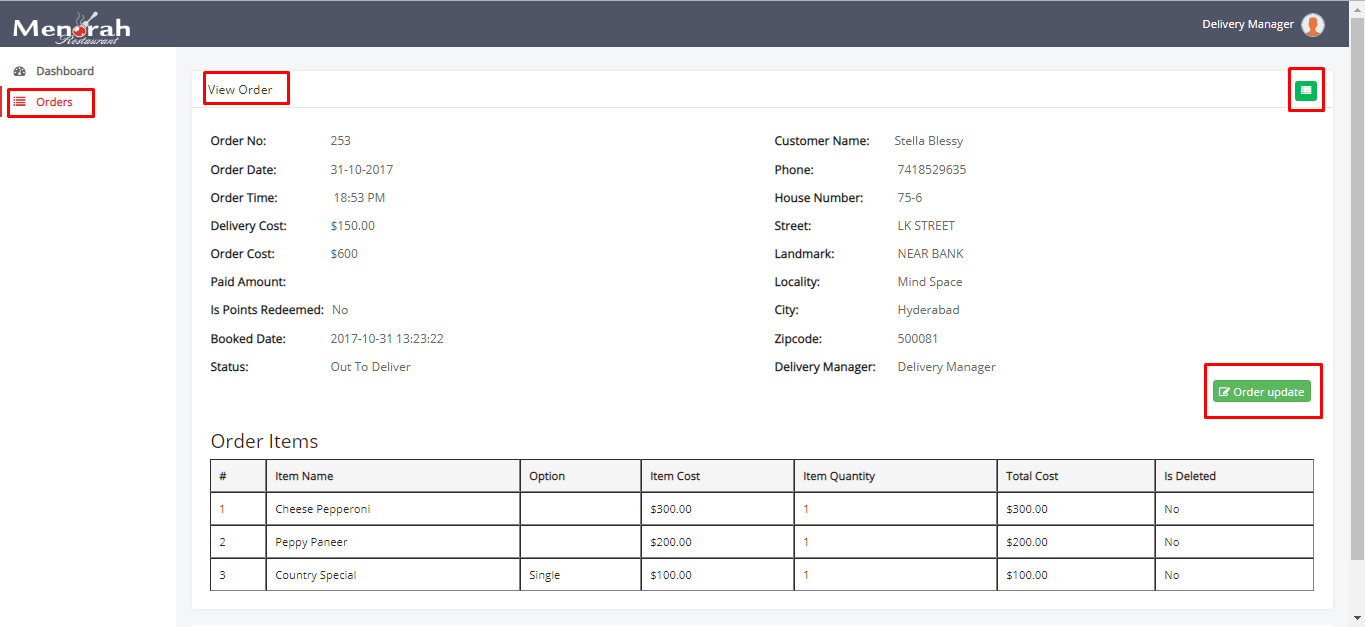 Menorah
Restaurant
Delivery Manager
Dashboard
Orders
View Order
Order No: 253
Order Date: 31-10-2017
Order Time: 18:53 PM
Delivery Cost: $150.00
Order Cost: $600
Paid Amount:
Is Points Redeemed: No
Booked Date: 2017-10-31 13:23:22
Status: Out To Deliver
Customer Name: Stella Blessy
Phone: 7418529635
House Number: 75-6
Street: LK STREET
Landmark: NEAR BANK
Locality: Mind Space
City: Hyderabad
Zipcode: 500081
Delivery Manager: Delivery Manager
Order update
Order Items
# Item Name Option Item Cost Item Quantity Total Cost Is Deleted
1 Cheese Pepperoni $300.00 1 $300.00 No
2 Peppy Paneer $200.00 1 $200.00 No
3 Country Special Single $100.00 1 $100.00 No